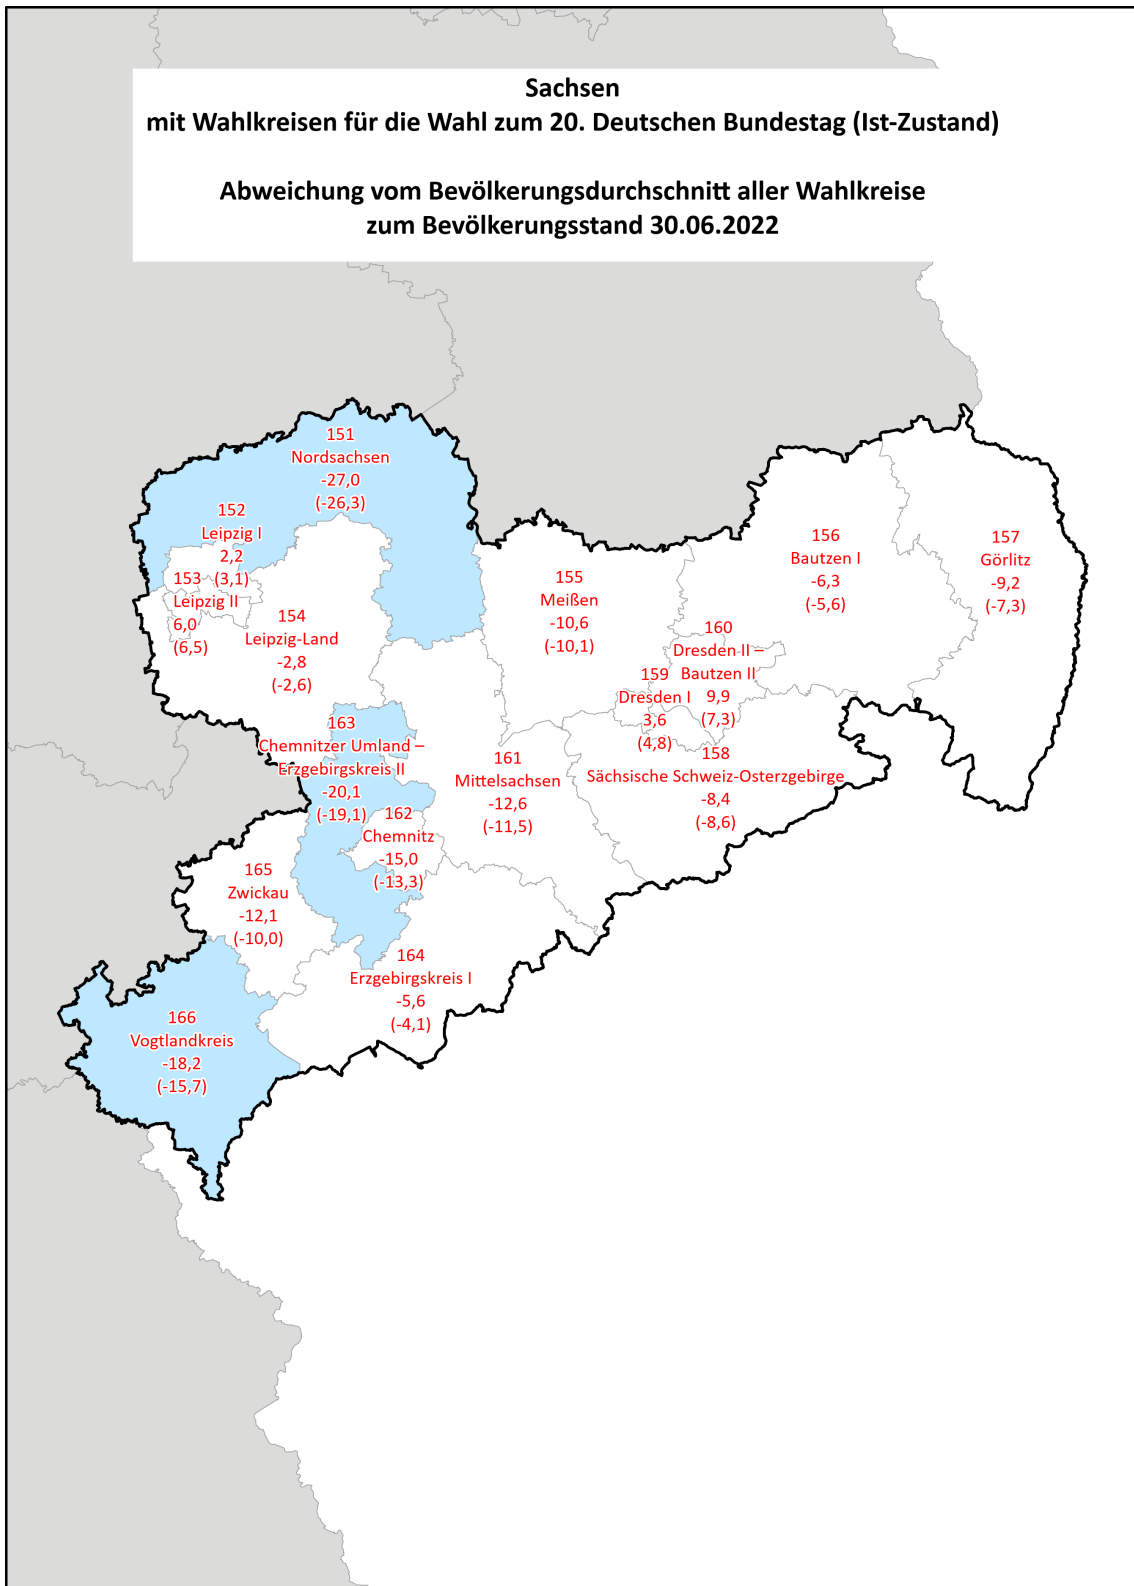 Sachsen
mit Wahlkreisen für die Wahl zum 20. Deutschen Bundestag (Ist-Zustand)
Abweichung vom Bevölkerungsdurchschnitt aller Wahlkreise
zum Bevölkerungsstand 30.06.2022
151
Nordsachsen
-27,0
(-26,3)
152
Leipzig I
2,2
(3,1)
153
Leipzig II
6,0
(6,5)
154
Leipzig-Land
-2,8
(-2,6)
155
Meißen
-10,6
(-10,1)
156
Bautzen I
-6,3
(-5,6)
157
Görlitz
-9,2
(-7,3)
160
Dresden II –
Bautzen II
9,9
(7,3)
159
Dresden I
3,6
(4,8)
158
Sächsische Schweiz-Osterzgebirge
-8,4
(-8,6)
163
Chemnitzer Umland –
Erzgebirgskreis II
-20,1
(-19,1)
161
Mittelsachsen
-12,6
(-11,5)
162
Chemnitz
-15,0
(-13,3)
165
Zwickau
-12,1
(-10,0)
164
Erzgebirgskreis I
-5,6
(-4,1)
166
Vogtlandkreis
-18,2
(-15,7)